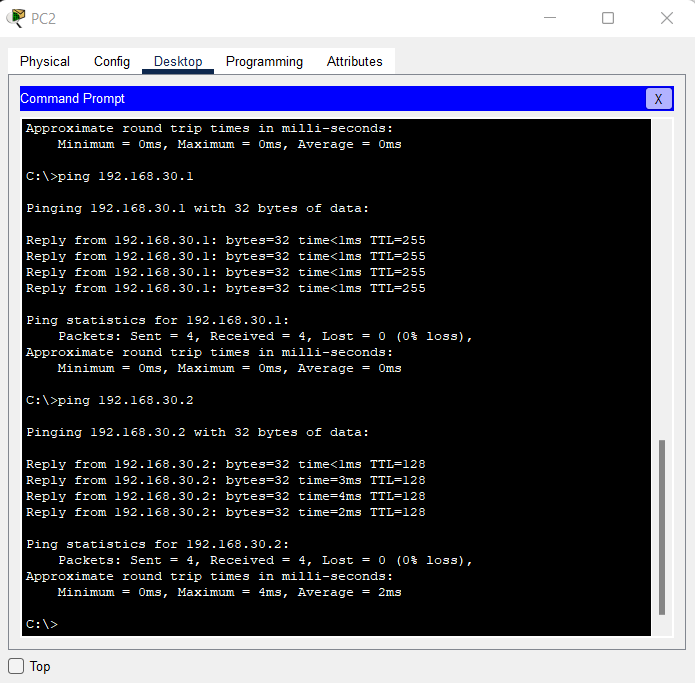 PC2
Physical Config Desktop Programming Attributes
Command Prompt X
Approximate round trip times in milli-seconds:
    Minimum = 0ms, Maximum = 0ms, Average = 0ms
C:\>ping 192.168.30.1
Pinging 192.168.30.1 with 32 bytes of data:
Reply from 192.168.30.1: bytes=32 time<1ms TTL=255
Reply from 192.168.30.1: bytes=32 time<1ms TTL=255
Reply from 192.168.30.1: bytes=32 time<1ms TTL=255
Reply from 192.168.30.1: bytes=32 time<1ms TTL=255
Ping statistics for 192.168.30.1:
    Packets: Sent = 4, Received = 4, Lost = 0 (0% loss),
Approximate round trip times in milli-seconds:
    Minimum = 0ms, Maximum = 0ms, Average = 0ms
C:\>ping 192.168.30.2
Pinging 192.168.30.2 with 32 bytes of data:
Reply from 192.168.30.2: bytes=32 time<1ms TTL=128
Reply from 192.168.30.2: bytes=32 time=3ms TTL=128
Reply from 192.168.30.2: bytes=32 time=4ms TTL=128
Reply from 192.168.30.2: bytes=32 time=2ms TTL=128
Ping statistics for 192.168.30.2:
    Packets: Sent = 4, Received = 4, Lost = 0 (0% loss),
Approximate round trip times in milli-seconds:
    Minimum = 0ms, Maximum = 4ms, Average = 2ms
C:\>
Top